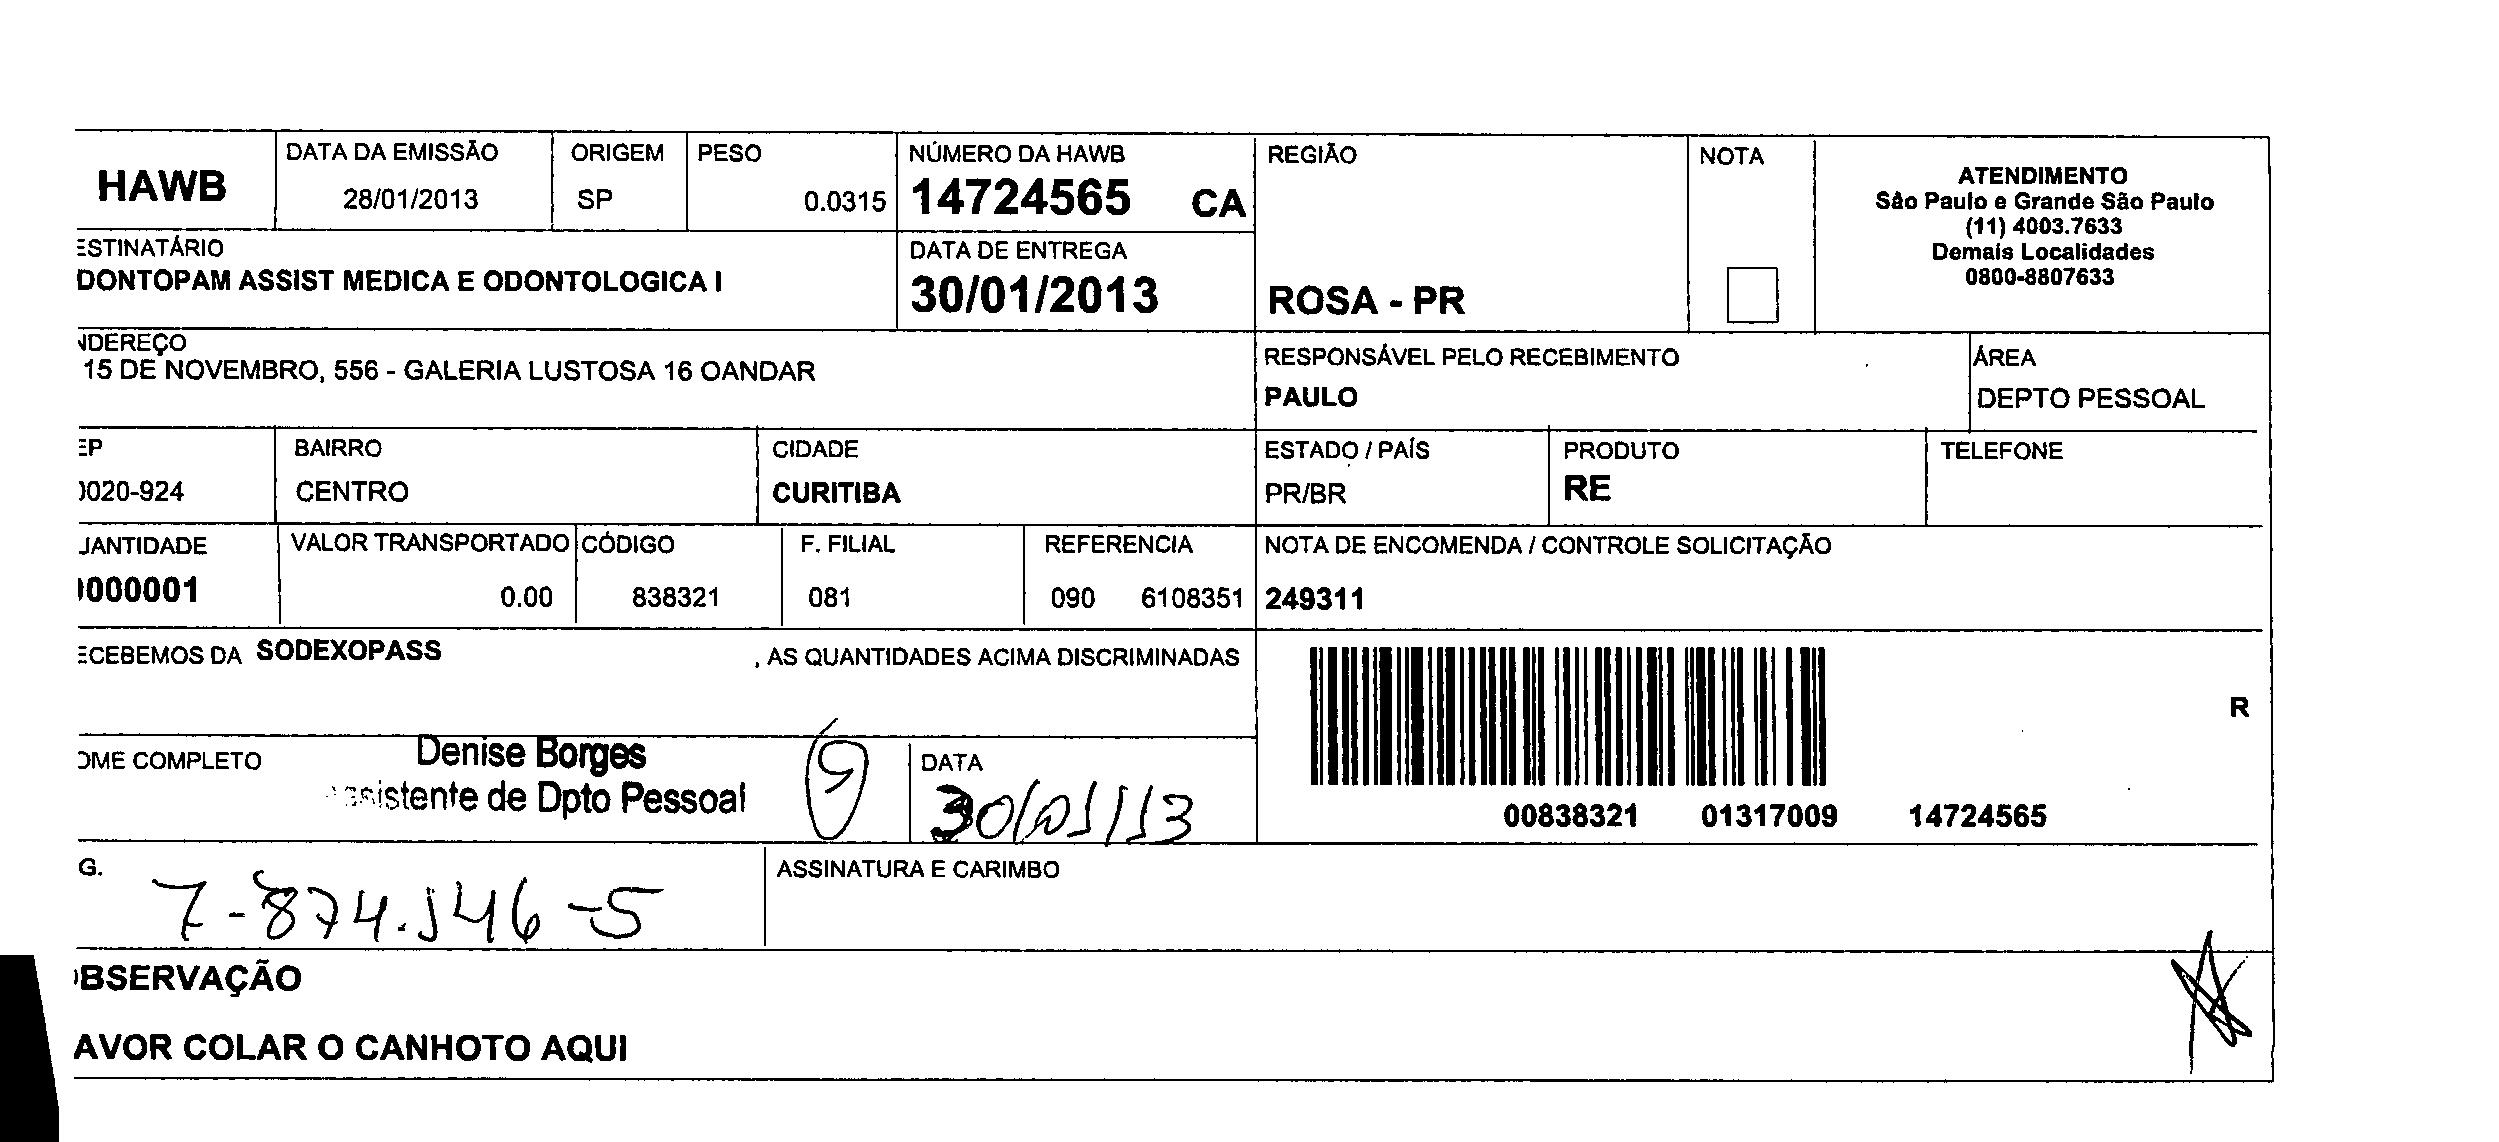 HAWB
DATA DA EMISSÃO
28/01/2013
ORIGEM
SP
PESO
0.0315
NÚMERO DA HAWB
14724565 CA
REGIÃO
ROSA - PR
NOTA
ATENDIMENTO
São Paulo e Grande São Paulo
(11) 4003.7633
Demais Localidades
0800-8807633
ESTINATÁRIO
DONTOPAM ASSIST MEDICA E ODONTOLOGICA I
DATA DE ENTREGA
30/01/2013
NDEREÇO
15 DE NOVEMBRO, 556 - GALERIA LUSTOSA 16 OANDAR
RESPONSÁVEL PELO RECEBIMENTO
PAULO
ÁREA
DEPTO PESSOAL
EP
0020-924
BAIRRO
CENTRO
CIDADE
CURITIBA
ESTADO / PAÍS
PR/BR
PRODUTO
RE
TELEFONE
UANTIDADE
0000001
VALOR TRANSPORTADO
0.00
CÓDIGO
838321
F. FILIAL
081
REFERENCIA
090 6108351
NOTA DE ENCOMENDA / CONTROLE SOLICITAÇÃO
249311
ECEBEMOS DA SODEXOPASS , AS QUANTIDADES ACIMA DISCRIMINADAS
R
00838321 01317009 14724565
OME COMPLETO
Denise Borges
Assistente de Dpto Pessoal
DATA
30/01/13
G.
7-874.146-5
ASSINATURA E CARIMBO
OBSERVAÇÃO
AVOR COLAR O CANHOTO AQUI